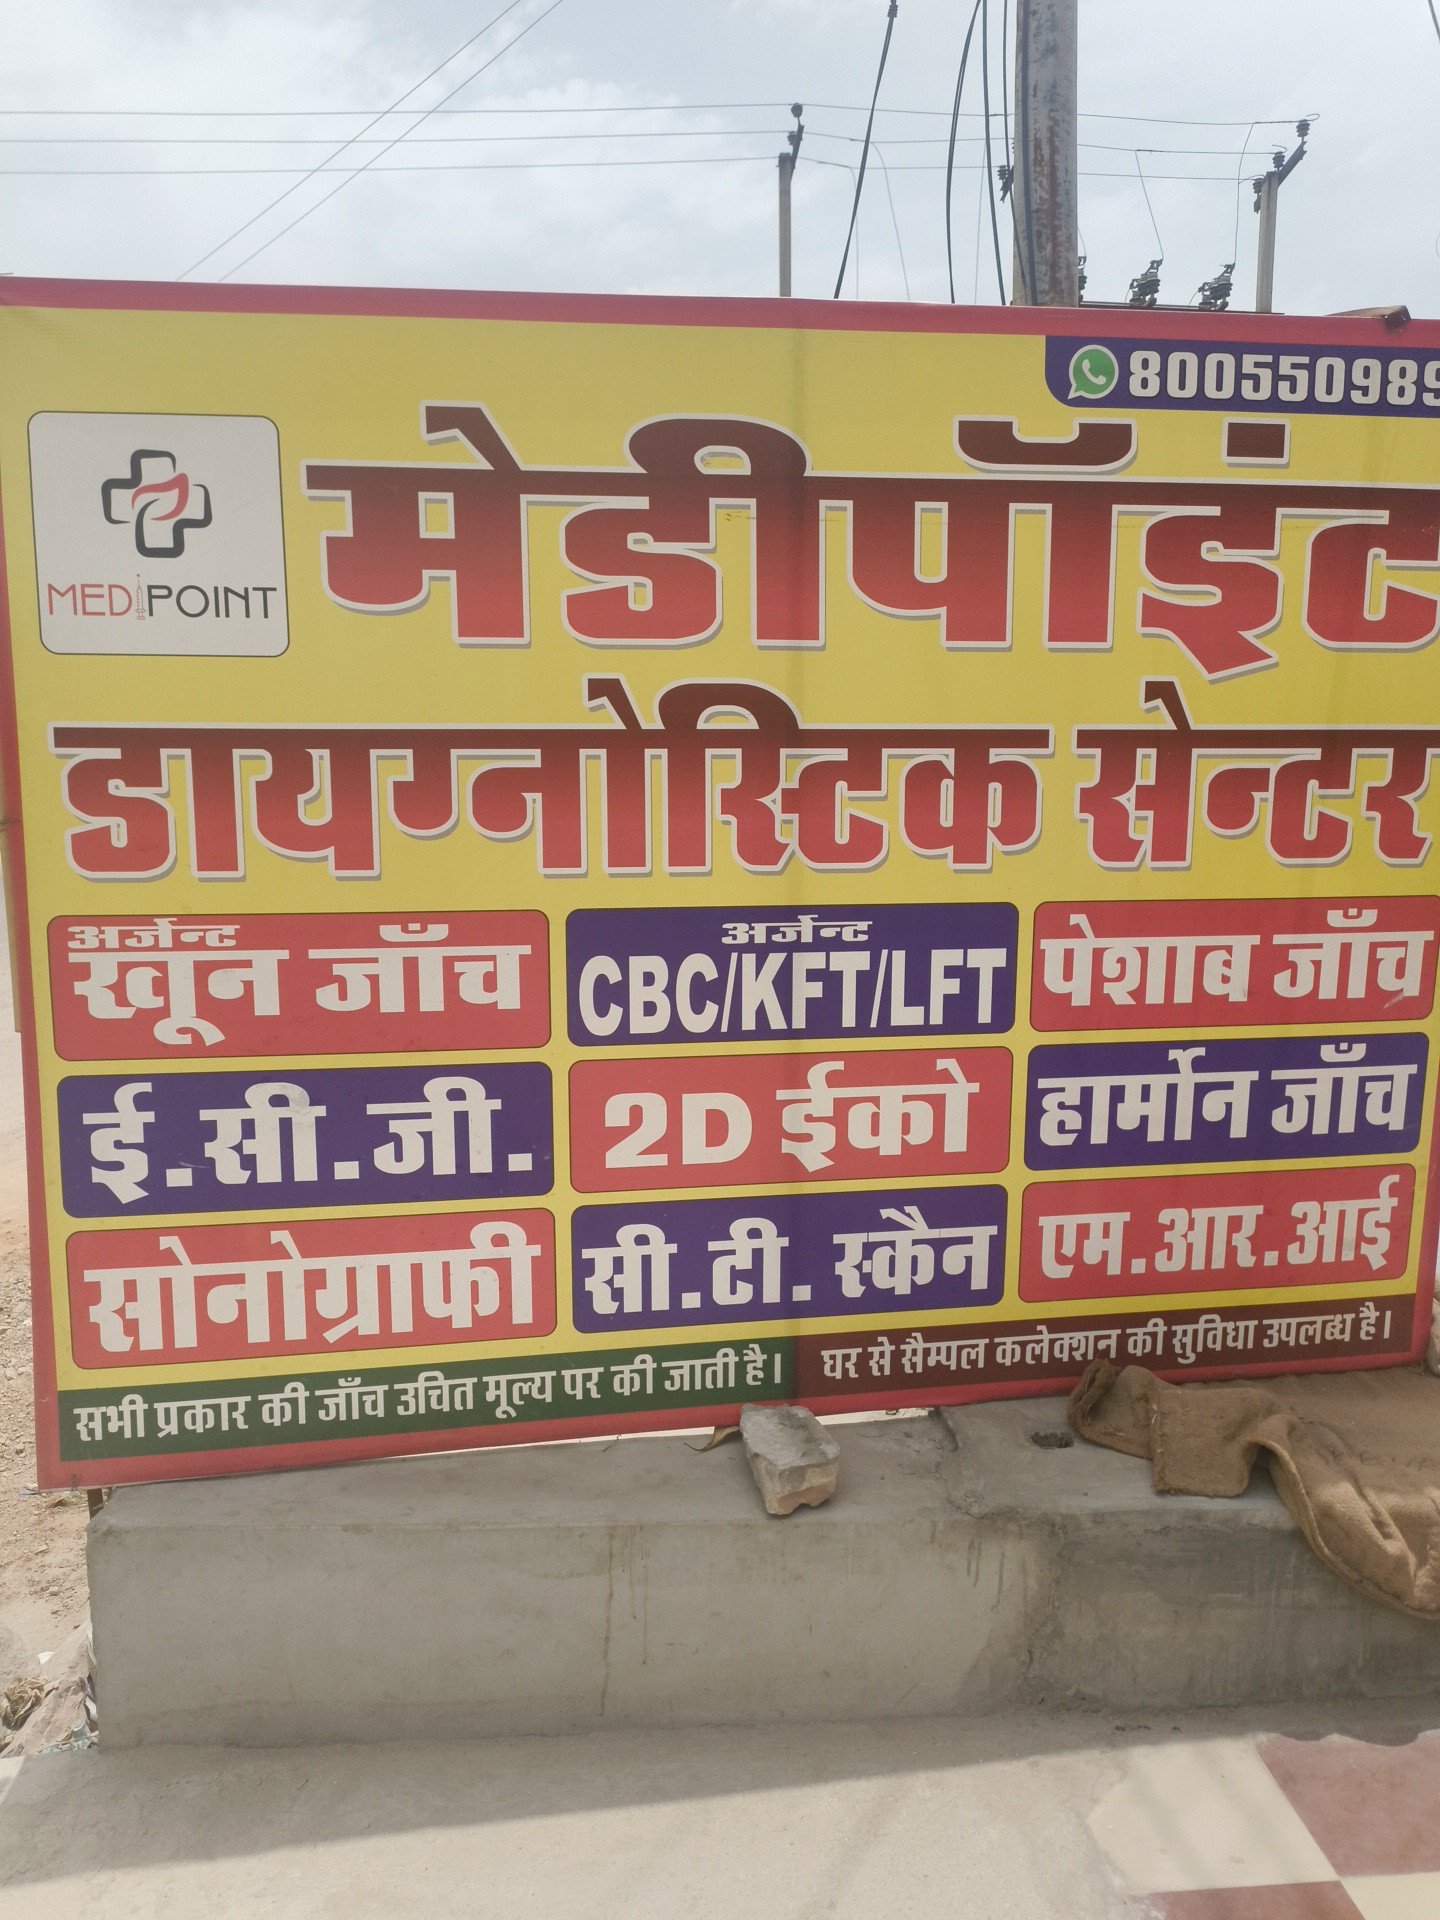 800550989
MEDIPOINT
मेडीपॉइंट
डायग्नोस्टिक सेन्टर
अर्जेन्ट
खून जाँच
अर्जेन्ट
CBC/KFT/LFT
पेशाब जाँच
ई.सी.जी.
2D ईको
हार्मोन जाँच
सोनोग्राफी
सी.टी. स्कैन
एम.आर.आई
सभी प्रकार की जाँच उचित मूल्य पर की जाती है।
घर से सैम्पल कलेक्शन की सुविधा उपलब्ध है।